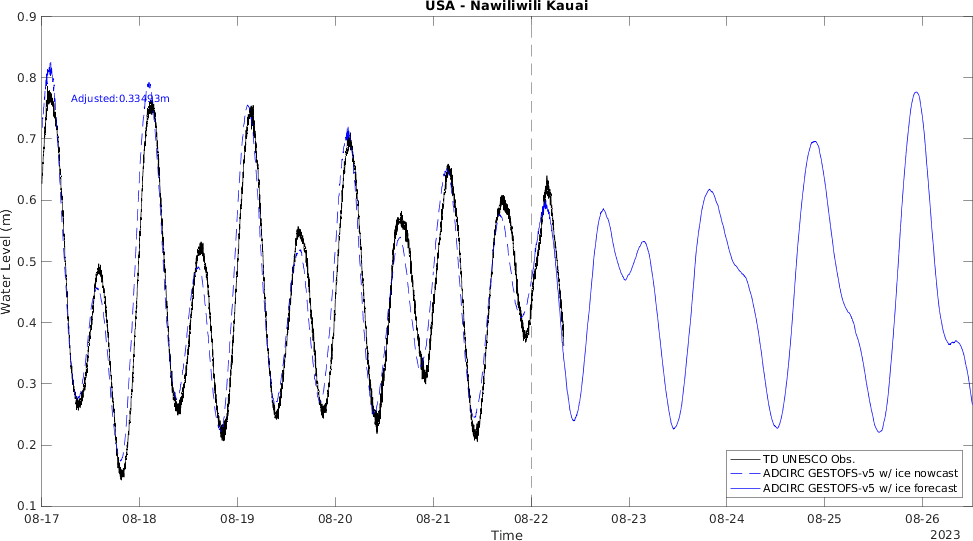 USA - Nawiliwili Kauai
0.9
0.8
0.7
0.6
0.5
0.4
0.3
0.2
0.1
Water Level (m)
Adjusted:0.33493m
TD UNESCO Obs.
ADCIRC GESTOFS-v5 w/ ice nowcast
ADCIRC GESTOFS-v5 w/ ice forecast
08-17 08-18 08-19 08-20 08-21 08-22 08-23 08-24 08-25 08-26
Time
2023